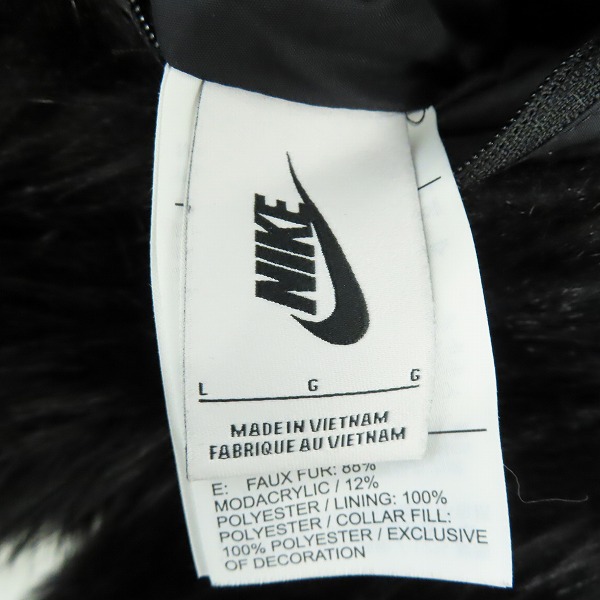 NIKE
L G G
MADE IN VIETNAM
FABRIQUE AU VIETNAM
E: FAUX FUR: 88%
MODACRYLIC / 12%
POLYESTER / LINING: 100%
POLYESTER / COLLAR FILL:
100% POLYESTER / EXCLUSIVE
OF DECORATION